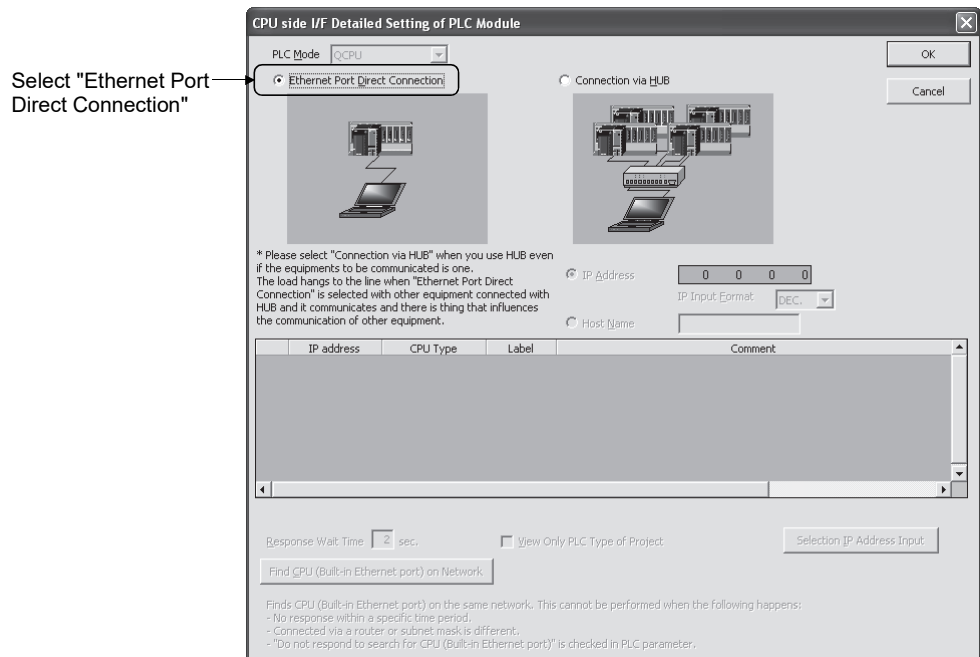 CPU side I/F Detailed Setting of PLC Module
PLC Mode QCPU
OK
Select "Ethernet Port
Direct Connection"
Ethernet Port Direct Connection
Connection via HUB
Cancel
* Please select "Connection via HUB" when you use HUB even
if the equipments to be communicated is one.
The load hangs to the line when "Ethernet Port Direct
Connection" is selected with other equipment connected with
HUB and it communicates and there is thing that influences
the communication of other equipment.
IP Address 0 0 0 0
IP Input Format DEC.
Host Name
IP address CPU Type Label Comment
Response Wait Time 2 sec.
View Only PLC Type of Project
Selection IP Address Input
Find CPU (Built-in Ethernet port) on Network
Finds CPU (Built-in Ethernet port) on the same network. This cannot be performed when the following happens:
- No response within a specific time period.
- Connected via a router or subnet mask is different.
- "Do not respond to search for CPU (Built-in Ethernet port)" is checked in PLC parameter.